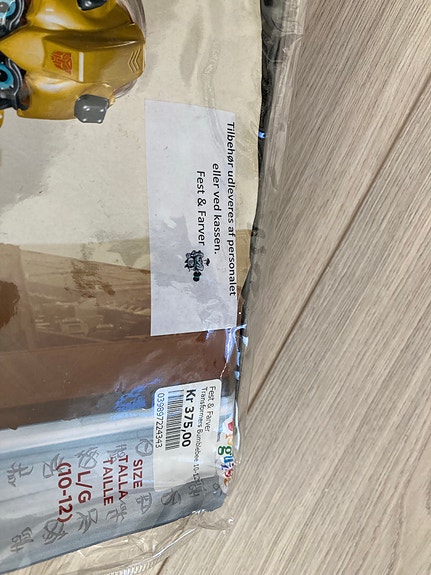 Tilbehør udleveres af personalet
eller ved kassen.
Fest & Farver
Fest & Farver
Transformers Bumblebee 10-12
Kr 375,00
039897224343
SIZE
TALLA
TAILLE
L/G
(10-12)